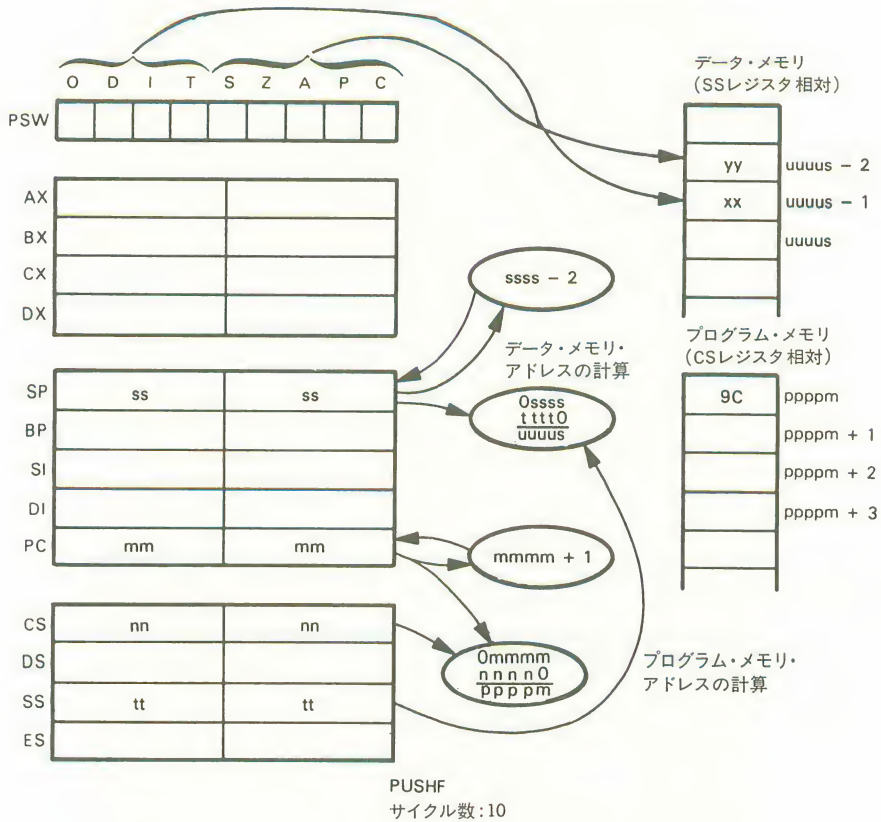 O D I T S Z A P C
PSW
AX
BX
CX
DX
SP ss ss
BP
SI
DI
PC mm mm
CS nn nn
DS
SS tt tt
ES
ssss − 2
データ・メモリ・
アドレスの計算
0ssss
tttt0
uuuus
mmmm + 1
0mmmm
nnnn0
ppppm
プログラム・メモリ・
アドレスの計算
データ・メモリ
(SSレジスタ相対)
yy uuuus − 2
xx uuuus − 1
uuuus
プログラム・メモリ
(CSレジスタ相対)
9C ppppm
ppppm + 1
ppppm + 2
ppppm + 3
PUSHF
サイクル数:10